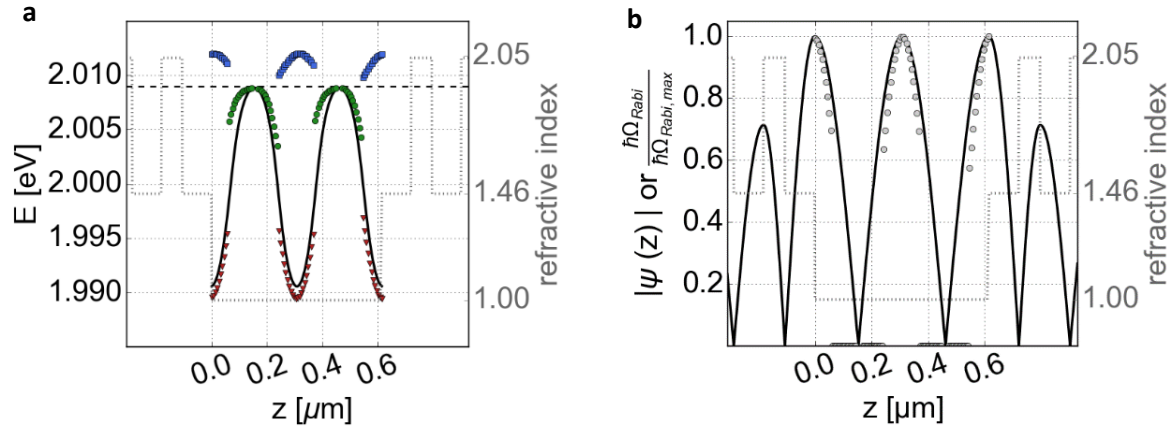 a
E [eV]
2.010
2.005
2.000
1.995
1.990
0.0 0.2 0.4 0.6
z [μm]
2.05
1.46
1.00
refractive index
b
|ψ (z) | or ħΩRabi / ħΩRabi,max
1.0
0.8
0.6
0.4
0.2
0.0 0.2 0.4 0.6
z [μm]
2.05
1.46
1.00
refractive index